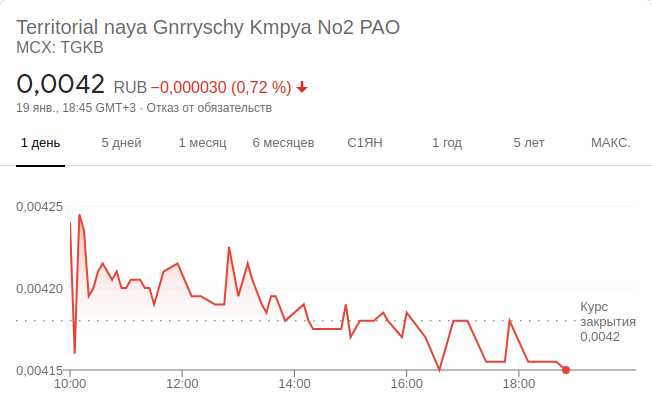 Territorial naya Gnrryschy Kmpya No2 PAO
MCX: TGKB
0,0042 RUB −0,000030 (0,72 %)
19 янв., 18:45 GMT+3 · Отказ от обязательств
1 день 5 дней 1 месяц 6 месяцев С1ЯН 1 год 5 лет МАКС.
0,00425
0,00420
Курс
закрытия
0,0042
0,00415
10:00 12:00 14:00 16:00 18:00